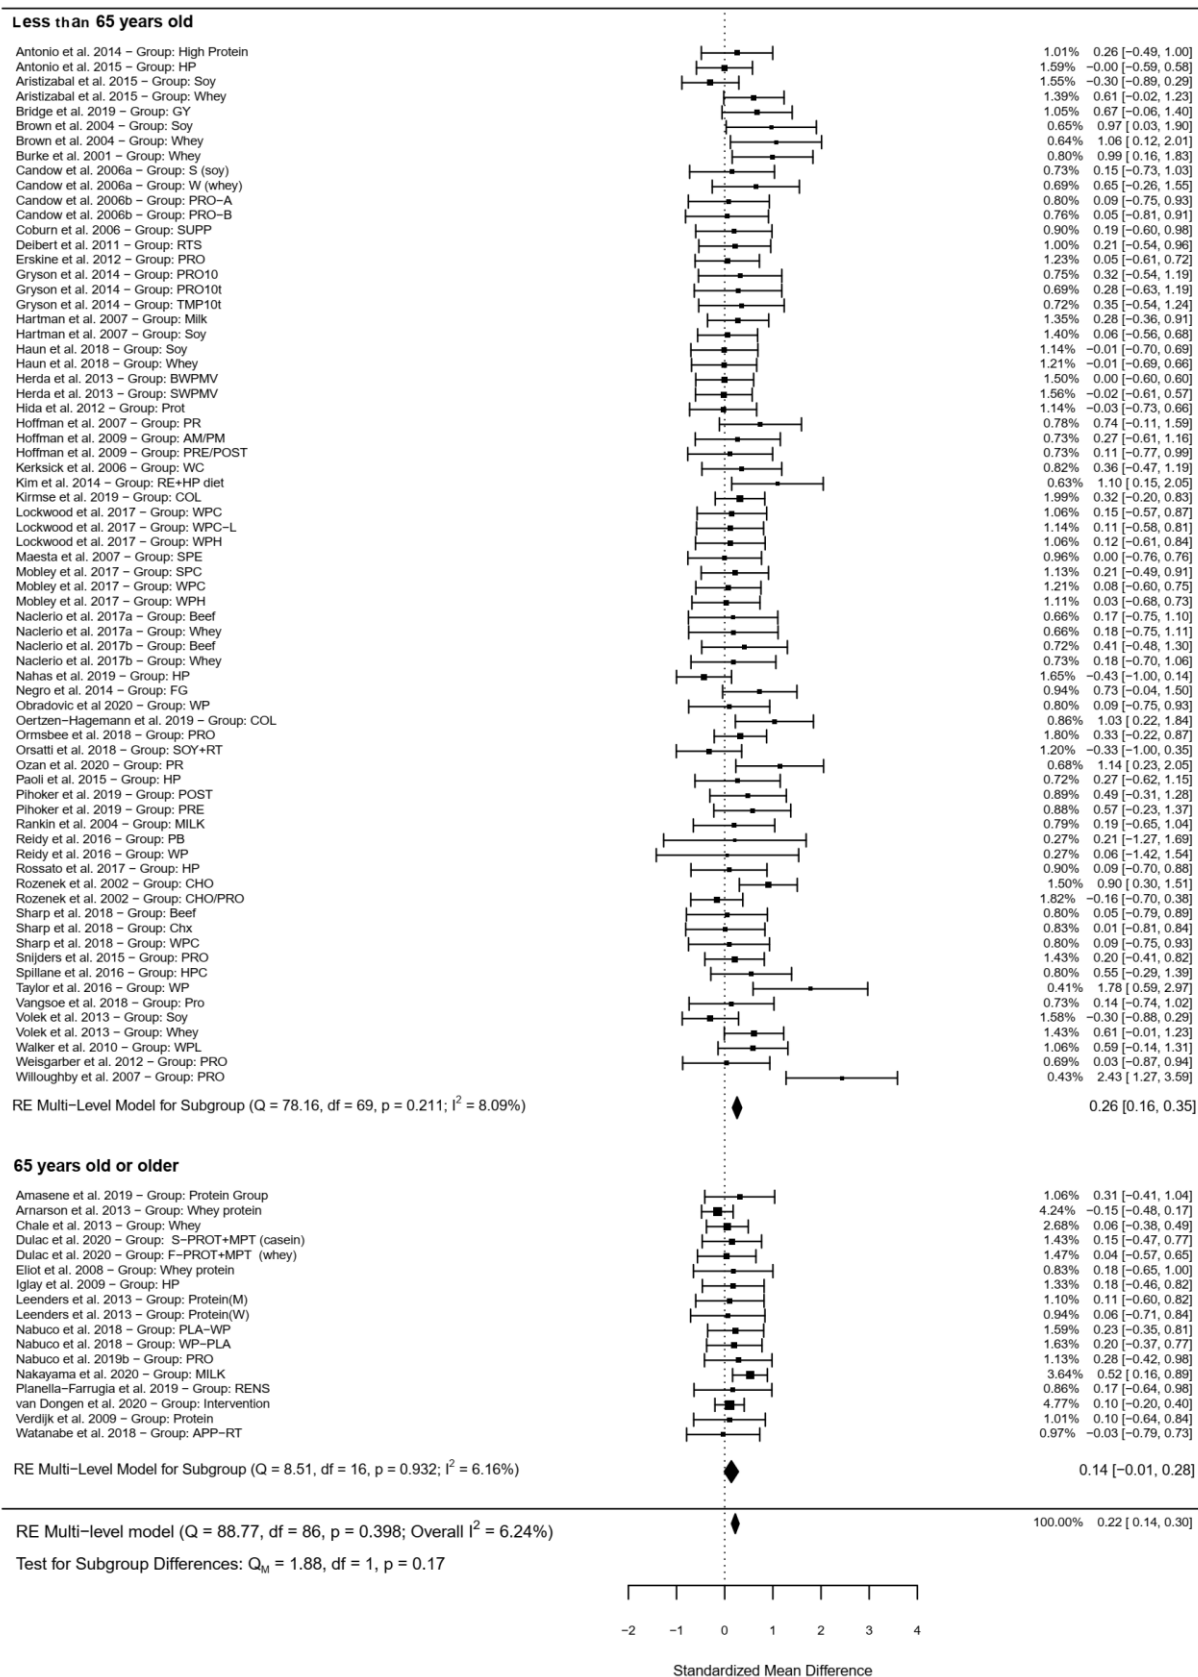 Less than 65 years old
Antonio et al. 2014 − Group: High Protein 1.01% 0.26 [−0.49, 1.00]
Antonio et al. 2015 − Group: HP 1.59% −0.00 [−0.59, 0.58]
Aristizabal et al. 2015 − Group: Soy 1.55% −0.30 [−0.89, 0.29]
Aristizabal et al. 2015 − Group: Whey 1.39% 0.61 [−0.02, 1.23]
Bridge et al. 2019 − Group: GY 1.05% 0.67 [−0.06, 1.40]
Brown et al. 2004 − Group: Soy 0.65% 0.97 [ 0.03, 1.90]
Brown et al. 2004 − Group: Whey 0.64% 1.06 [ 0.12, 2.01]
Burke et al. 2001 − Group: Whey 0.80% 0.99 [ 0.16, 1.83]
Candow et al. 2006a − Group: S (soy) 0.73% 0.15 [−0.73, 1.03]
Candow et al. 2006a − Group: W (whey) 0.69% 0.65 [−0.26, 1.55]
Candow et al. 2006b − Group: PRO−A 0.80% 0.09 [−0.75, 0.93]
Candow et al. 2006b − Group: PRO−B 0.76% 0.05 [−0.81, 0.91]
Coburn et al. 2006 − Group: SUPP 0.90% 0.19 [−0.60, 0.98]
Deibert et al. 2011 − Group: RTS 1.00% 0.21 [−0.54, 0.96]
Erskine et al. 2012 − Group: PRO 1.23% 0.05 [−0.61, 0.72]
Gryson et al. 2014 − Group: PRO10 0.75% 0.32 [−0.54, 1.19]
Gryson et al. 2014 − Group: PRO10t 0.69% 0.28 [−0.63, 1.19]
Gryson et al. 2014 − Group: TMP10t 0.72% 0.35 [−0.54, 1.24]
Hartman et al. 2007 − Group: Milk 1.35% 0.28 [−0.36, 0.91]
Hartman et al. 2007 − Group: Soy 1.40% 0.06 [−0.56, 0.68]
Haun et al. 2018 − Group: Soy 1.14% −0.01 [−0.70, 0.69]
Haun et al. 2018 − Group: Whey 1.21% −0.01 [−0.69, 0.66]
Herda et al. 2013 − Group: BWPMV 1.50% 0.00 [−0.60, 0.60]
Herda et al. 2013 − Group: SWPMV 1.56% −0.02 [−0.61, 0.57]
Hida et al. 2012 − Group: Prot 1.14% −0.03 [−0.73, 0.66]
Hoffman et al. 2007 − Group: PR 0.78% 0.74 [−0.11, 1.59]
Hoffman et al. 2009 − Group: AM/PM 0.73% 0.27 [−0.61, 1.16]
Hoffman et al. 2009 − Group: PRE/POST 0.73% 0.11 [−0.77, 0.99]
Kerksick et al. 2006 − Group: WC 0.82% 0.36 [−0.47, 1.19]
Kim et al. 2014 − Group: RE+HP diet 0.63% 1.10 [ 0.15, 2.05]
Kirmse et al. 2019 − Group: COL 1.99% 0.32 [−0.20, 0.83]
Lockwood et al. 2017 − Group: WPC 1.06% 0.15 [−0.57, 0.87]
Lockwood et al. 2017 − Group: WPC−L 1.14% 0.11 [−0.58, 0.81]
Lockwood et al. 2017 − Group: WPH 1.06% 0.12 [−0.61, 0.84]
Maesta et al. 2007 − Group: SPE 0.96% 0.00 [−0.76, 0.76]
Mobley et al. 2017 − Group: SPC 1.13% 0.21 [−0.49, 0.91]
Mobley et al. 2017 − Group: WPC 1.21% 0.08 [−0.60, 0.75]
Mobley et al. 2017 − Group: WPH 1.11% 0.03 [−0.68, 0.73]
Naclerio et al. 2017a − Group: Beef 0.66% 0.17 [−0.75, 1.10]
Naclerio et al. 2017a − Group: Whey 0.66% 0.18 [−0.75, 1.11]
Naclerio et al. 2017b − Group: Beef 0.72% 0.41 [−0.48, 1.30]
Naclerio et al. 2017b − Group: Whey 0.73% 0.18 [−0.70, 1.06]
Nahas et al. 2019 − Group: HP 1.65% −0.43 [−1.00, 0.14]
Negro et al. 2014 − Group: FG 0.94% 0.73 [−0.04, 1.50]
Obradovic et al 2020 − Group: WP 0.80% 0.09 [−0.75, 0.93]
Oertzen−Hagemann et al. 2019 − Group: COL 0.86% 1.03 [ 0.22, 1.84]
Ormsbee et al. 2018 − Group: PRO 1.80% 0.33 [−0.22, 0.87]
Orsatti et al. 2018 − Group: SOY+RT 1.20% −0.33 [−1.00, 0.35]
Ozan et al. 2020 − Group: PR 0.68% 1.14 [ 0.23, 2.05]
Paoli et al. 2015 − Group: HP 0.72% 0.27 [−0.62, 1.15]
Pihoker et al. 2019 − Group: POST 0.89% 0.49 [−0.31, 1.28]
Pihoker et al. 2019 − Group: PRE 0.88% 0.57 [−0.23, 1.37]
Rankin et al. 2004 − Group: MILK 0.79% 0.19 [−0.65, 1.04]
Reidy et al. 2016 − Group: PB 0.27% 0.21 [−1.27, 1.69]
Reidy et al. 2016 − Group: WP 0.27% 0.06 [−1.42, 1.54]
Rossato et al. 2017 − Group: HP 0.90% 0.09 [−0.70, 0.88]
Rozenek et al. 2002 − Group: CHO 1.50% 0.90 [ 0.30, 1.51]
Rozenek et al. 2002 − Group: CHO/PRO 1.82% −0.16 [−0.70, 0.38]
Sharp et al. 2018 − Group: Beef 0.80% 0.05 [−0.79, 0.89]
Sharp et al. 2018 − Group: Chx 0.83% 0.01 [−0.81, 0.84]
Sharp et al. 2018 − Group: WPC 0.80% 0.09 [−0.75, 0.93]
Snijders et al. 2015 − Group: PRO 1.43% 0.20 [−0.41, 0.82]
Spillane et al. 2016 − Group: HPC 0.80% 0.55 [−0.29, 1.39]
Taylor et al. 2016 − Group: WP 0.41% 1.78 [ 0.59, 2.97]
Vangsoe et al. 2018 − Group: Pro 0.73% 0.14 [−0.74, 1.02]
Volek et al. 2013 − Group: Soy 1.58% −0.30 [−0.88, 0.29]
Volek et al. 2013 − Group: Whey 1.43% 0.61 [−0.01, 1.23]
Walker et al. 2010 − Group: WPL 1.06% 0.59 [−0.14, 1.31]
Weisgarber et al. 2012 − Group: PRO 0.69% 0.03 [−0.87, 0.94]
Willoughby et al. 2007 − Group: PRO 0.43% 2.43 [ 1.27, 3.59]
RE Multi−Level Model for Subgroup (Q = 78.16, df = 69, p = 0.211; I² = 8.09%) 0.26 [0.16, 0.35]
65 years old or older
Amasene et al. 2019 − Group: Protein Group 1.06% 0.31 [−0.41, 1.04]
Arnarson et al. 2013 − Group: Whey protein 4.24% −0.15 [−0.48, 0.17]
Chale et al. 2013 − Group: Whey 2.68% 0.06 [−0.38, 0.49]
Dulac et al. 2020 − Group: S−PROT+MPT (casein) 1.43% 0.15 [−0.47, 0.77]
Dulac et al. 2020 − Group: F−PROT+MPT (whey) 1.47% 0.04 [−0.57, 0.65]
Eliot et al. 2008 − Group: Whey protein 0.83% 0.18 [−0.65, 1.00]
Iglay et al. 2009 − Group: HP 1.33% 0.18 [−0.46, 0.82]
Leenders et al. 2013 − Group: Protein(M) 1.10% 0.11 [−0.60, 0.82]
Leenders et al. 2013 − Group: Protein(W) 0.94% 0.06 [−0.71, 0.84]
Nabuco et al. 2018 − Group: PLA−WP 1.59% 0.23 [−0.35, 0.81]
Nabuco et al. 2018 − Group: WP−PLA 1.63% 0.20 [−0.37, 0.77]
Nabuco et al. 2019b − Group: PRO 1.13% 0.28 [−0.42, 0.98]
Nakayama et al. 2020 − Group: MILK 3.64% 0.52 [ 0.16, 0.89]
Planella−Farrugia et al. 2019 − Group: RENS 0.86% 0.17 [−0.64, 0.98]
van Dongen et al. 2020 − Group: Intervention 4.77% 0.10 [−0.20, 0.40]
Verdijk et al. 2009 − Group: Protein 1.01% 0.10 [−0.64, 0.84]
Watanabe et al. 2018 − Group: APP−RT 0.97% −0.03 [−0.79, 0.73]
RE Multi−Level Model for Subgroup (Q = 8.51, df = 16, p = 0.932; I² = 6.16%) 0.14 [−0.01, 0.28]
RE Multi−level model (Q = 88.77, df = 86, p = 0.398; Overall I² = 6.24%) 100.00% 0.22 [ 0.14, 0.30]
Test for Subgroup Differences: Q_M = 1.88, df = 1, p = 0.17
−2 −1 0 1 2 3 4
Standardized Mean Difference